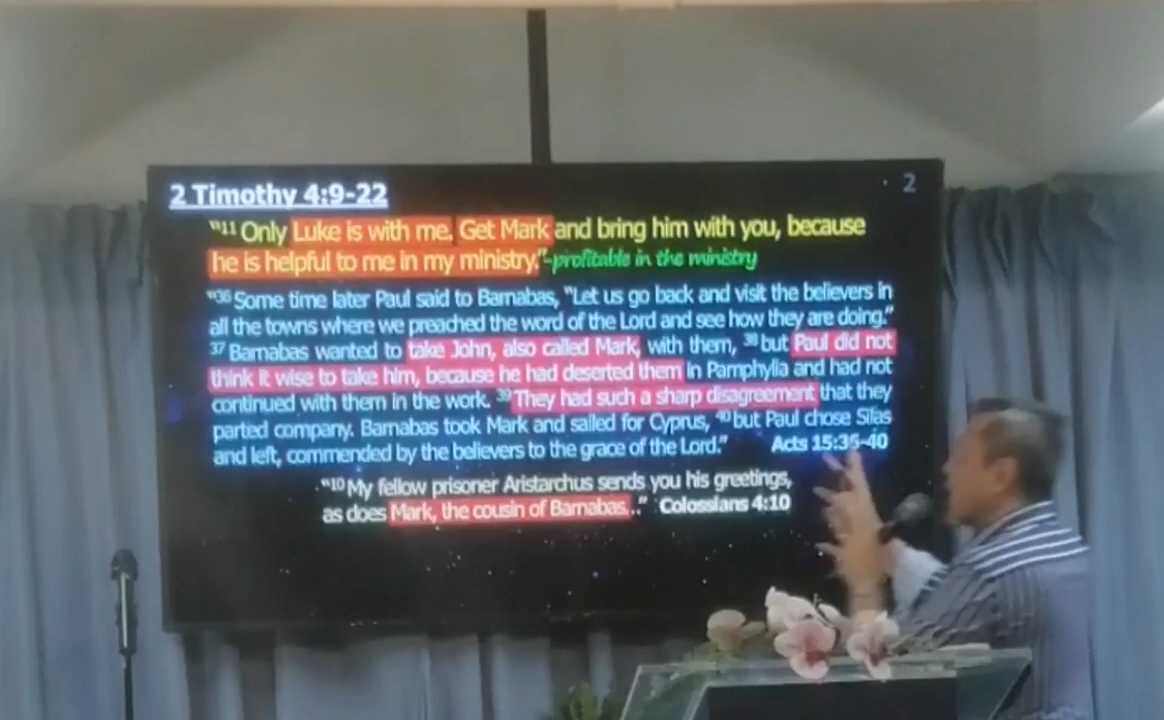 2 Timothy 4:9-22
2
"11 Only Luke is with me. Get Mark and bring him with you, because
he is helpful to me in my ministry."-profitable in the ministry
"36 Some time later Paul said to Barnabas, "Let us go back and visit the believers in
all the towns where we preached the word of the Lord and see how they are doing."
37 Barnabas wanted to take John, also called Mark, with them, 38 but Paul did not
think it wise to take him, because he had deserted them in Pamphylia and had not
continued with them in the work. 39 They had such a sharp disagreement that they
parted company. Barnabas took Mark and sailed for Cyprus, 40 but Paul chose Silas
and left, commended by the believers to the grace of the Lord." Acts 15:36-40
"10 My fellow prisoner Aristarchus sends you his greetings,
as does Mark, the cousin of Barnabas.." Colossians 4:10